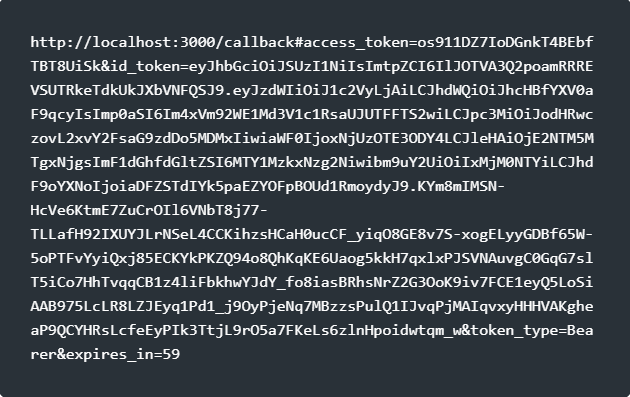 http://localhost:3000/callback#access_token=os911DZ7IoDGnkT4BEbf
TBT8UiSk&id_token=eyJhbGciOiJSUzI1NiIsImtpZCI6IlJOTVA3Q2poamRRRE
VSUTRkeTdkUkJXbVNFQSJ9.eyJzdWIiOiJ1c2VyLjAiLCJhdWQiOiJhcHBfYXV0a
F9qcyIsImp0aSI6Im4xVm92WE1Md3V1c1RsaUJUTFFTS2wiLCJpc3MiOiJodHRwc
zovL2xvY2FsaG9zdDo5MDMxIiwiaWF0IjoxNjUzOTE3ODY4LCJleHAiOjE2NTM5M
TgxNjgsImF1dGhfdGltZSI6MTY1MzkxNzg2Niwibm9uY2UiOiIxMjM0NTYiLCJhd
F9oYXNoIjoiaDFZSTdIYk5paEZYOFpBOUd1RmoydyJ9.KYm8mIMSN-
HcVe6KtmE7ZuCrOIl6VNbT8j77-
TLLafH92IXUYJLrNSeL4CCKihzsHCaH0ucCF_yiqO8GE8v7S-xogELyyGDBf65W-
5oPTFvYyiQxj85ECKYkPKZQ94o8QhKqKE6Uaog5kkH7qxlxPJSVNAuvgC0GqG7sl
T5iCo7HhTvqqCB1z4liFbkhwYJdY_fo8iasBRhsNrZ2G3OoK9iv7FCE1eyQ5LoSi
AAB975LcLR8LZJEyq1Pd1_j9OyPjeNq7MBzzsPulQ1IJvqPjMAIqvxyHHHVAKghe
aP9QCYHRsLcfeEyPIk3TtjL9rO5a7FKeLs6zlnHpoidwtqm_w&token_type=Bea
rer&expires_in=59